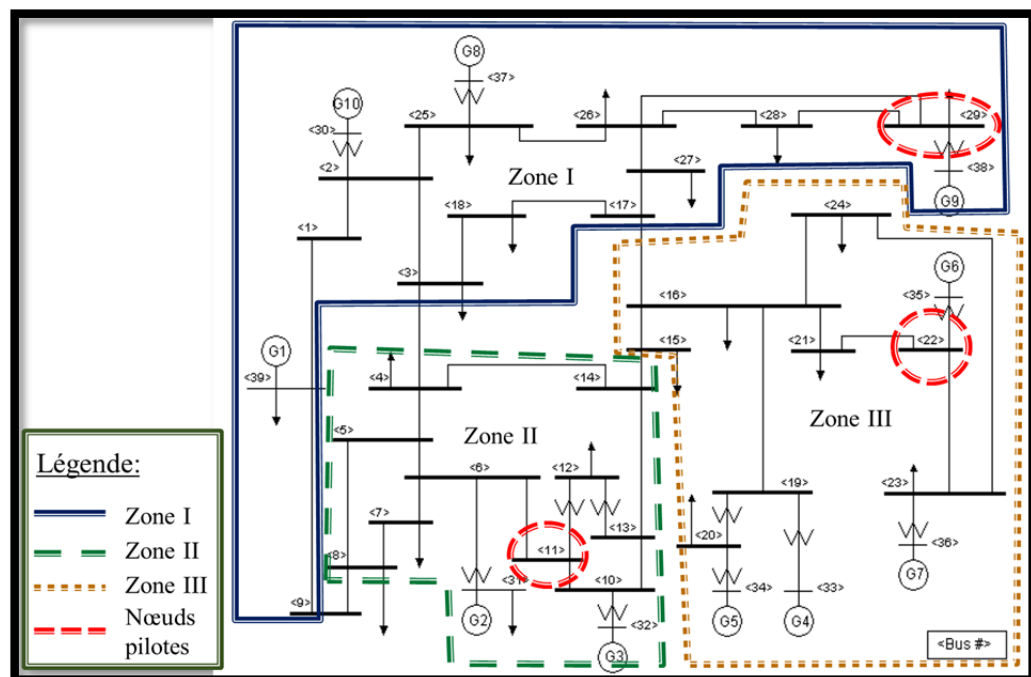 G8
<37>
G10
<30>
<25>
<26>
<28>
<29>
<2>
Zone I
<27>
<38>
G9
<18>
<17>
<24>
<1>
<3>
G6
<16>
<35>
G1
<15>
<21>
<22>
<39>
<4>
<14>
Zone II
Zone III
<5>
<6>
<12>
<19>
<23>
<7>
<13>
<20>
<8>
<11>
<36>
<31>
<10>
<34>
<33>
G7
<9>
G2
<32>
G5
G4
G3
<Bus #>
Légende:
Zone I
Zone II
Zone III
Nœuds
pilotes